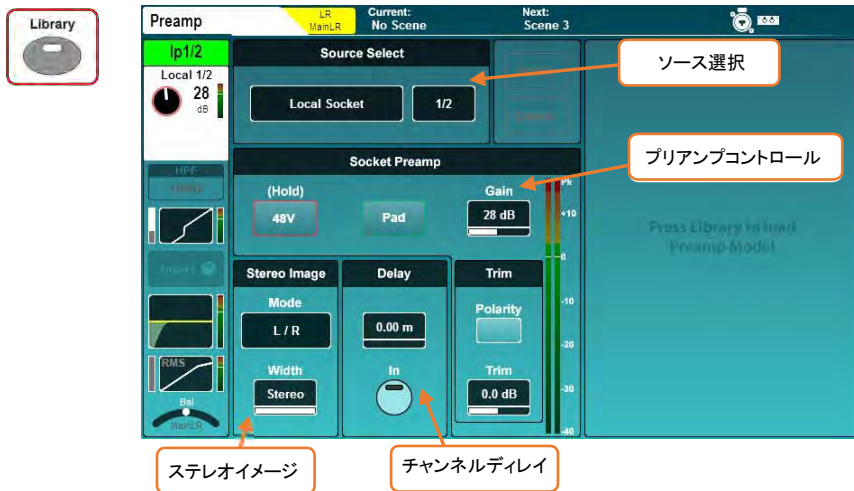 Library
Preamp
LR
MainLR
Current:
No Scene
Next:
Scene 3
Ip1/2
Local 1/2
28
dB
HPF
Insert
RMS
Bal
MainLR
Source Select
Local Socket
1/2
ソース選択
Socket Preamp
プリアンプコントロール
(Hold)
48V
Pad
Gain
28 dB
Pk
+10
0
-10
-20
-30
-40
Press Library to load
Preamp Model
Stereo Image
Mode
L / R
Width
Stereo
Delay
0.00 m
In
Trim
Polarity
Trim
0.0 dB
ステレオイメージ
チャンネルディレイ